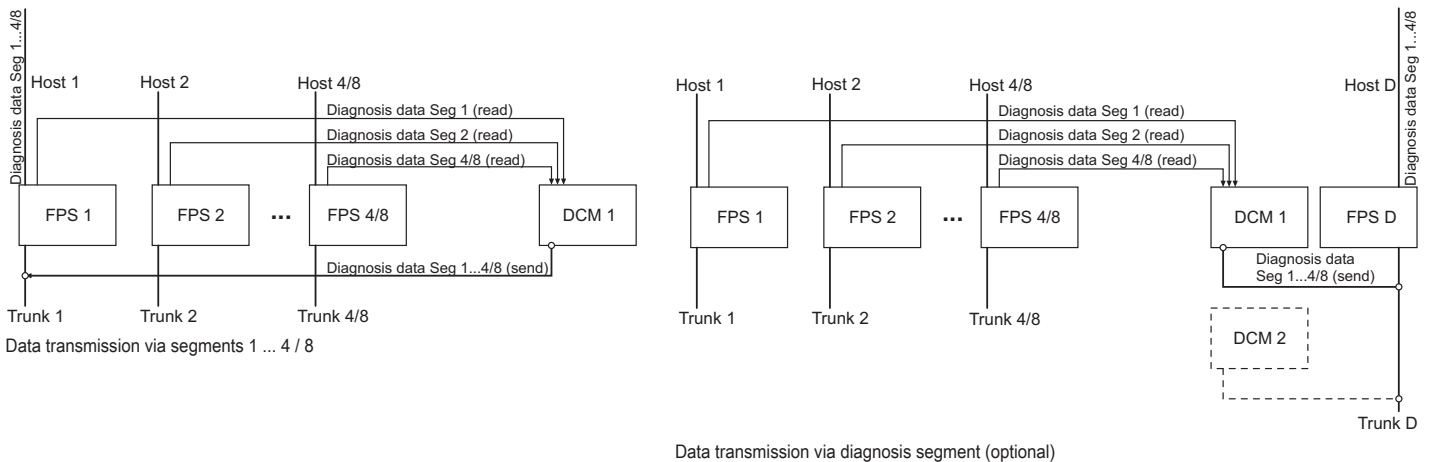 Diagnosis data Seg 1...4/8
Host 1
Host 2
Host 4/8
Diagnosis data Seg 1 (read)
Diagnosis data Seg 2 (read)
Diagnosis data Seg 4/8 (read)
FPS 1
FPS 2
...
FPS 4/8
DCM 1
Diagnosis data Seg 1...4/8 (send)
Trunk 1
Trunk 2
Trunk 4/8
Data transmission via segments 1 ... 4 / 8
Host 1
Host 2
Host 4/8
Host D
Diagnosis data Seg 1...4/8
Diagnosis data Seg 1 (read)
Diagnosis data Seg 2 (read)
Diagnosis data Seg 4/8 (read)
FPS 1
FPS 2
...
FPS 4/8
DCM 1
FPS D
Diagnosis data
Seg 1...4/8 (send)
Trunk 1
Trunk 2
Trunk 4/8
DCM 2
Trunk D
Data transmission via diagnosis segment (optional)